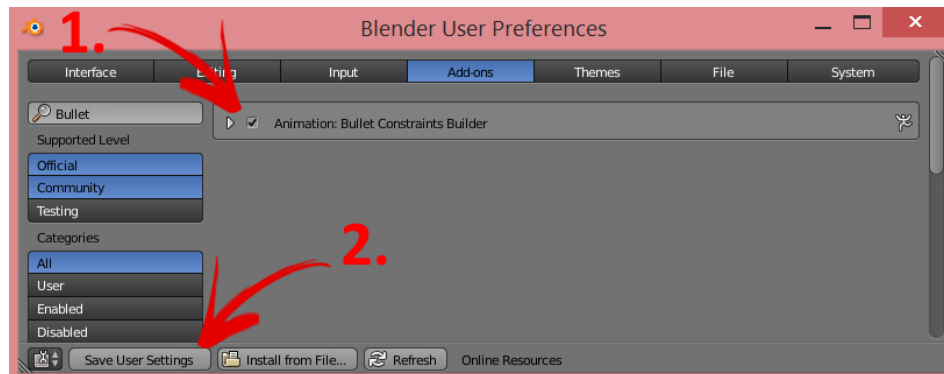 Blender User Preferences
1.
Interface Editing Input Add-ons Themes File System
Bullet
Animation: Bullet Constraints Builder
Supported Level
Official
Community
Testing
Categories
All
2.
User
Enabled
Disabled
Save User Settings Install from File... Refresh Online Resources